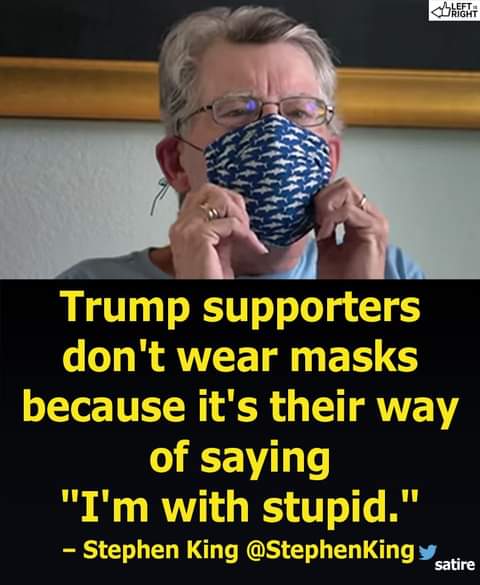 LEFT is
RIGHT
Trump supporters
don't wear masks
because it's their way
of saying
"I'm with stupid."
– Stephen King @StephenKing
satire